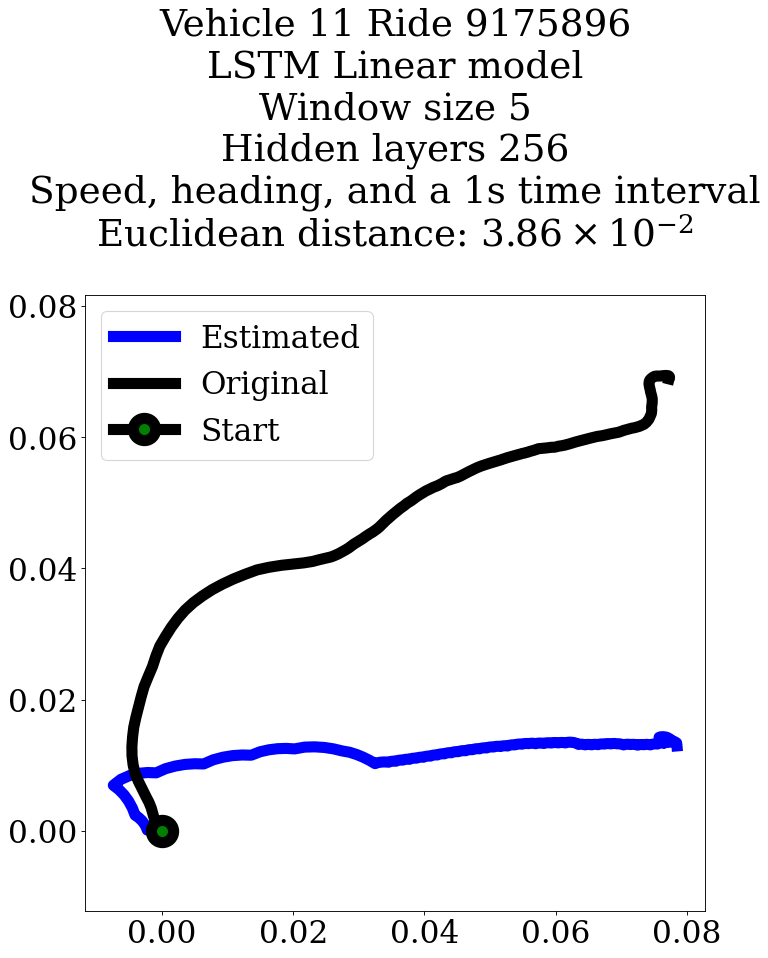 Vehicle 11 Ride 9175896
LSTM Linear model
Window size 5
Hidden layers 256
Speed, heading, and a 1s time interval
Euclidean distance: 3.86 × 10⁻²
0.08
Estimated
Original
Start
0.06
0.04
0.02
0.00
0.00 0.02 0.04 0.06 0.08